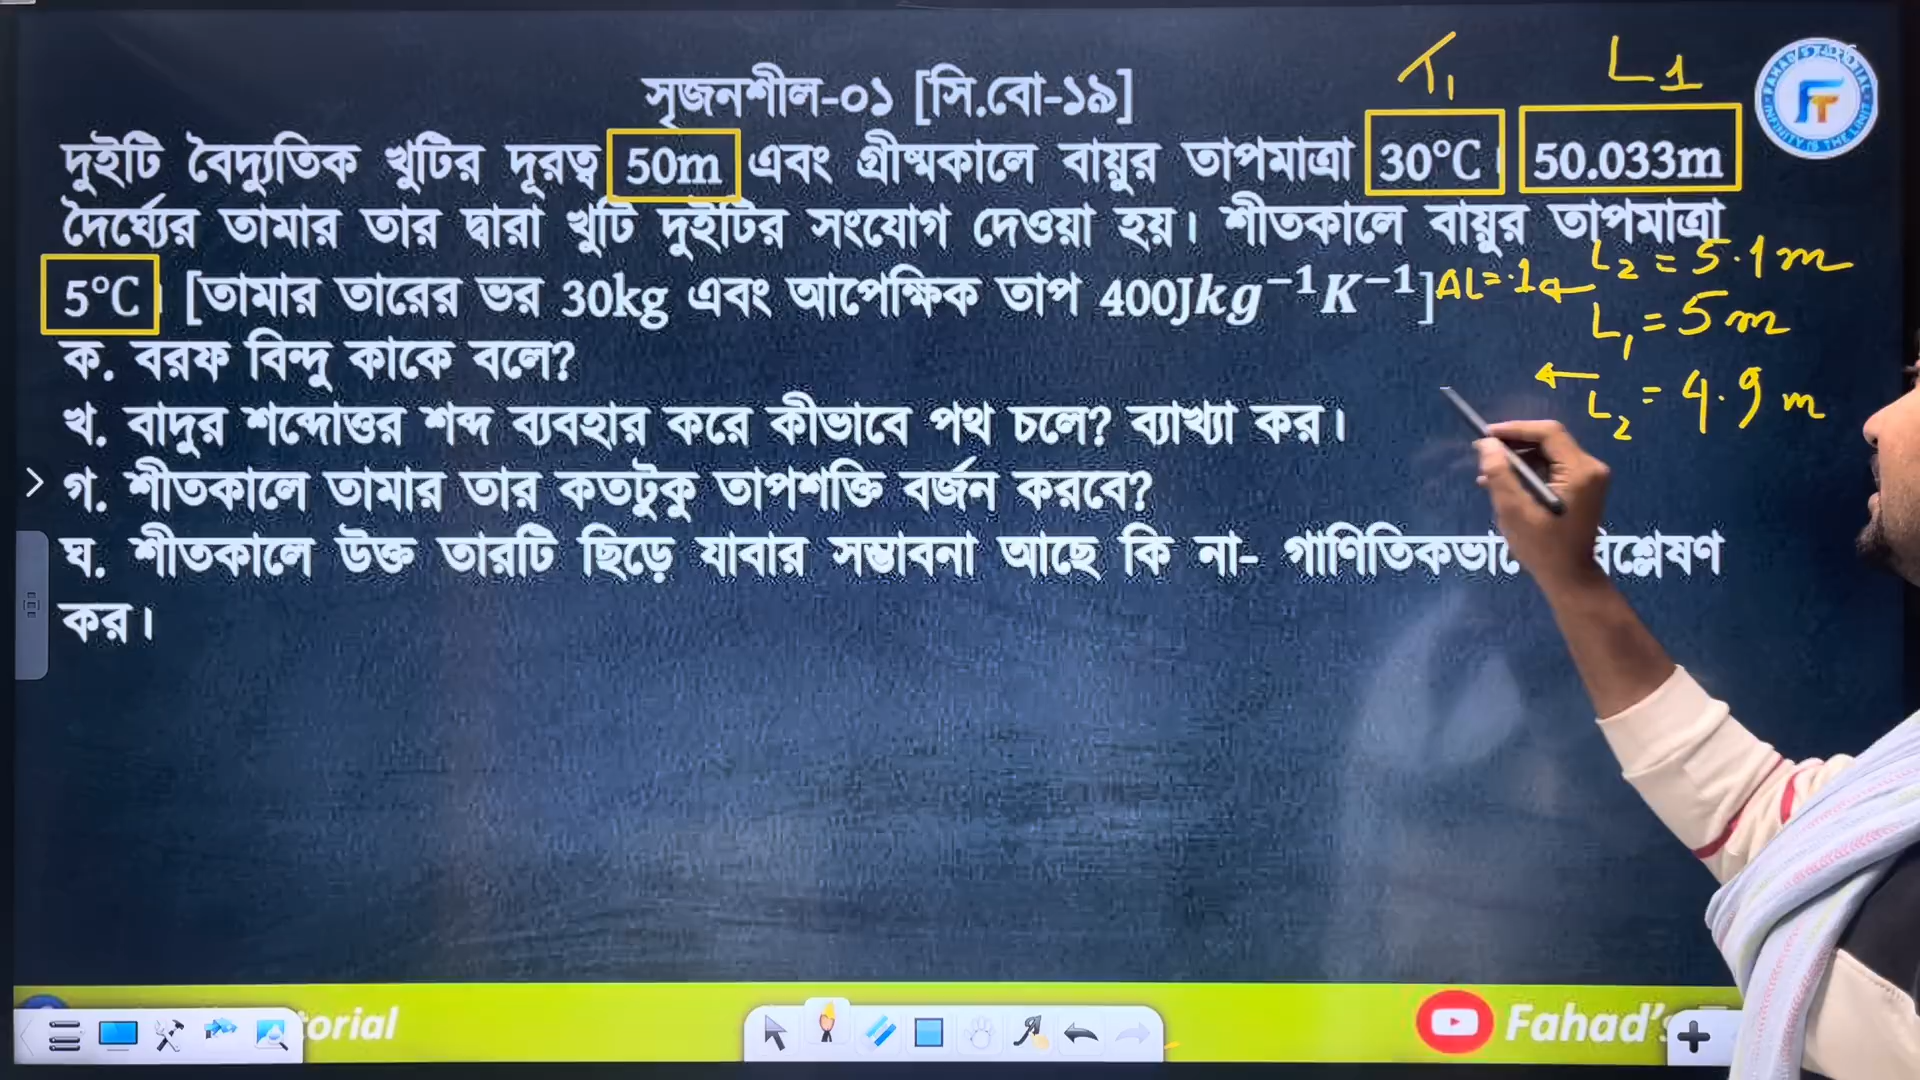 T₁ L1
সৃজনশীল-০১ [সি.বো-১৯]
দুইটি বৈদ্যুতিক খুটির দূরত্ব 50m এবং গ্রীষ্মকালে বায়ুর তাপমাত্রা 30°C। 50.033m
দৈর্ঘ্যের তামার তার দ্বারা খুটি দুইটির সংযোগ দেওয়া হয়। শীতকালে বায়ুর তাপমাত্রা
L₂ = 5.1 m
5°C। [তামার তারের ভর 30kg এবং আপেক্ষিক তাপ 400Jkg⁻¹K⁻¹]
ΔL = .1 ←
L₁ = 5 m
ক. বরফ বিন্দু কাকে বলে?
← L₂ = 4.9 m
খ. বাদুর শব্দোত্তর শব্দ ব্যবহার করে কীভাবে পথ চলে? ব্যাখ্যা কর।
গ. শীতকালে তামার তার কতটুকু তাপশক্তি বর্জন করবে?
ঘ. শীতকালে উক্ত তারটি ছিড়ে যাবার সম্ভাবনা আছে কি না-
কর।
torial
Fahad's
FT